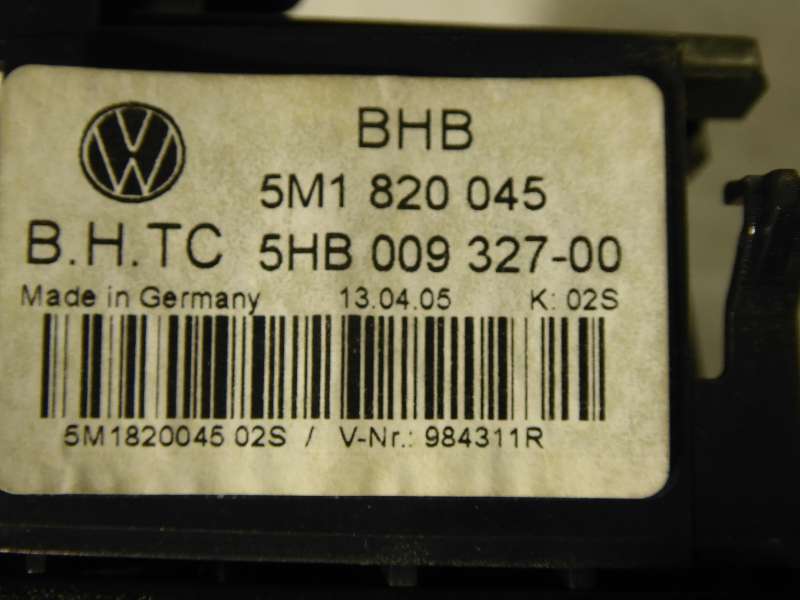 BHB
5M1 820 045
B.H.TC 5HB 009 327-00
Made in Germany 13.04.05 K: 02S
5M1820045 02S / V-Nr.: 984311R